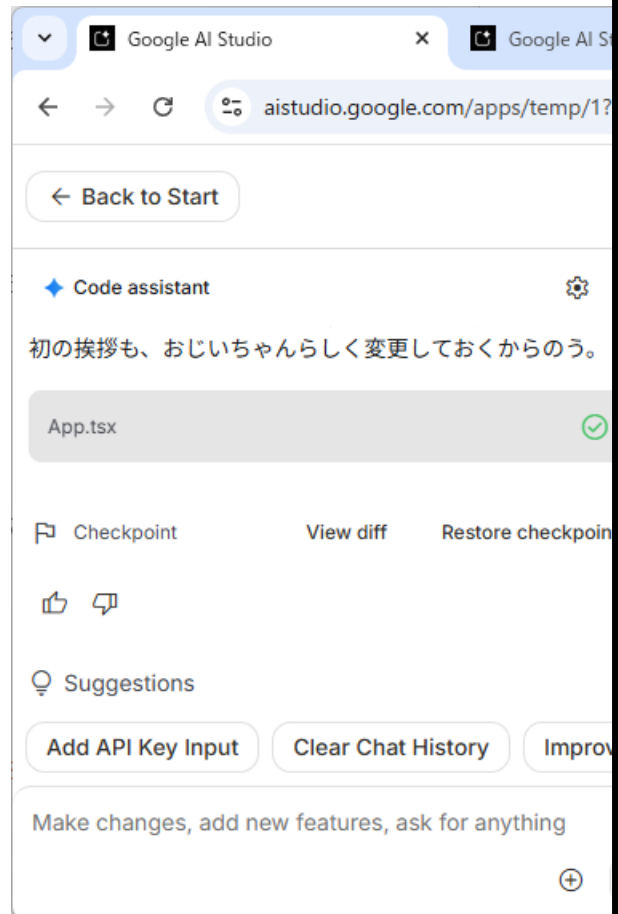 Google AI Studio
Google AI St
aistudio.google.com/apps/temp/1?
Back to Start
Code assistant
初の挨拶も、おじいちゃんらしく変更しておくからのう。
App.tsx
Checkpoint View diff Restore checkpoin
Suggestions
Add API Key Input Clear Chat History Improv
Make changes, add new features, ask for anything